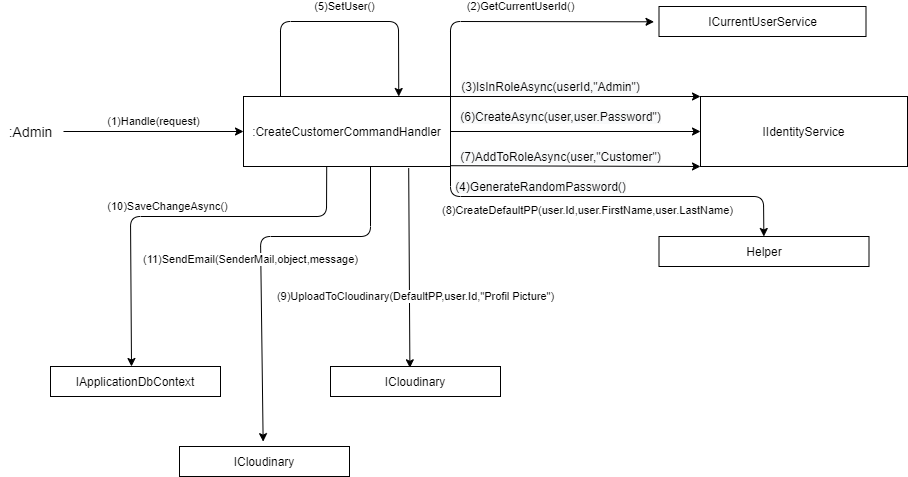 (5)SetUser()
(2)GetCurrentUserId()
ICurrentUserService
(3)IsInRoleAsync(userId,"Admin")
(1)Handle(request)
:Admin
:CreateCustomerCommandHandler
(6)CreateAsync(user,user.Password")
IIdentityService
(7)AddToRoleAsync(user,"Customer")
(4)GenerateRandomPassword()
(10)SaveChangeAsync()
(8)CreateDefaultPP(user.Id,user.FirstName,user.LastName)
Helper
(11)SendEmail(SenderMail,object,message)
(9)UploadToCloudinary(DefaultPP,user.Id,"Profil Picture")
IApplicationDbContext
ICloudinary
ICloudinary